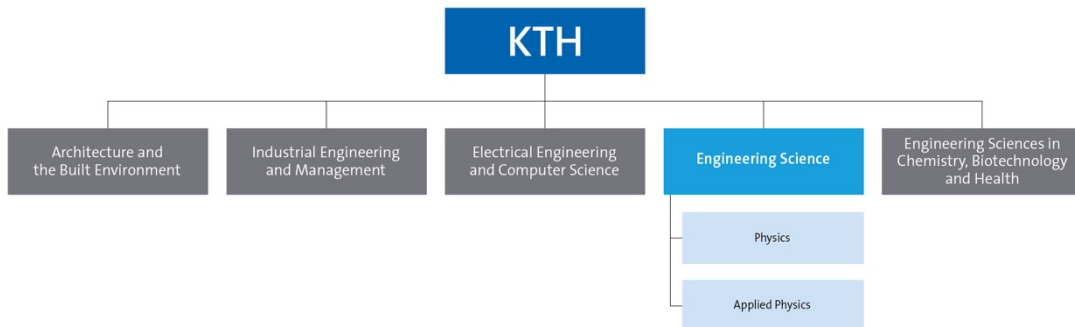 KTH
Architecture and
the Built Environment
Industrial Engineering
and Management
Electrical Engineering
and Computer Science
Engineering Science
Engineering Sciences in
Chemistry, Biotechnology
and Health
Physics
Applied Physics